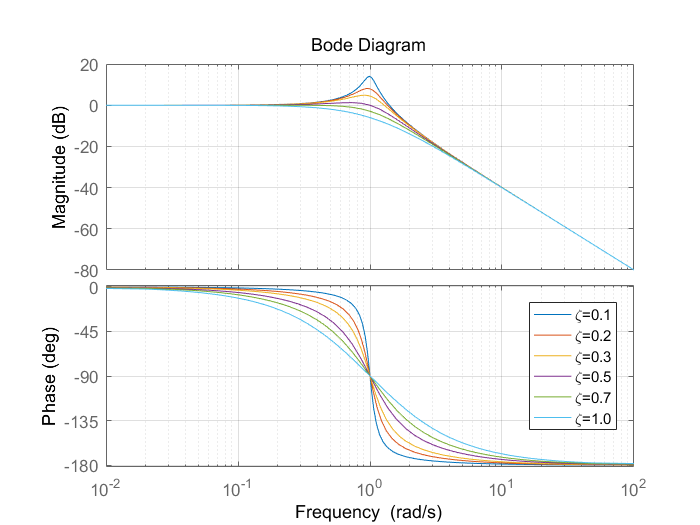 Bode Diagram
Magnitude (dB)
20
0
-20
-40
-60
-80
Phase (deg)
0
-45
-90
-135
-180
ζ=0.1
ζ=0.2
ζ=0.3
ζ=0.5
ζ=0.7
ζ=1.0
10⁻² 10⁻¹ 10⁰ 10¹ 10²
Frequency (rad/s)